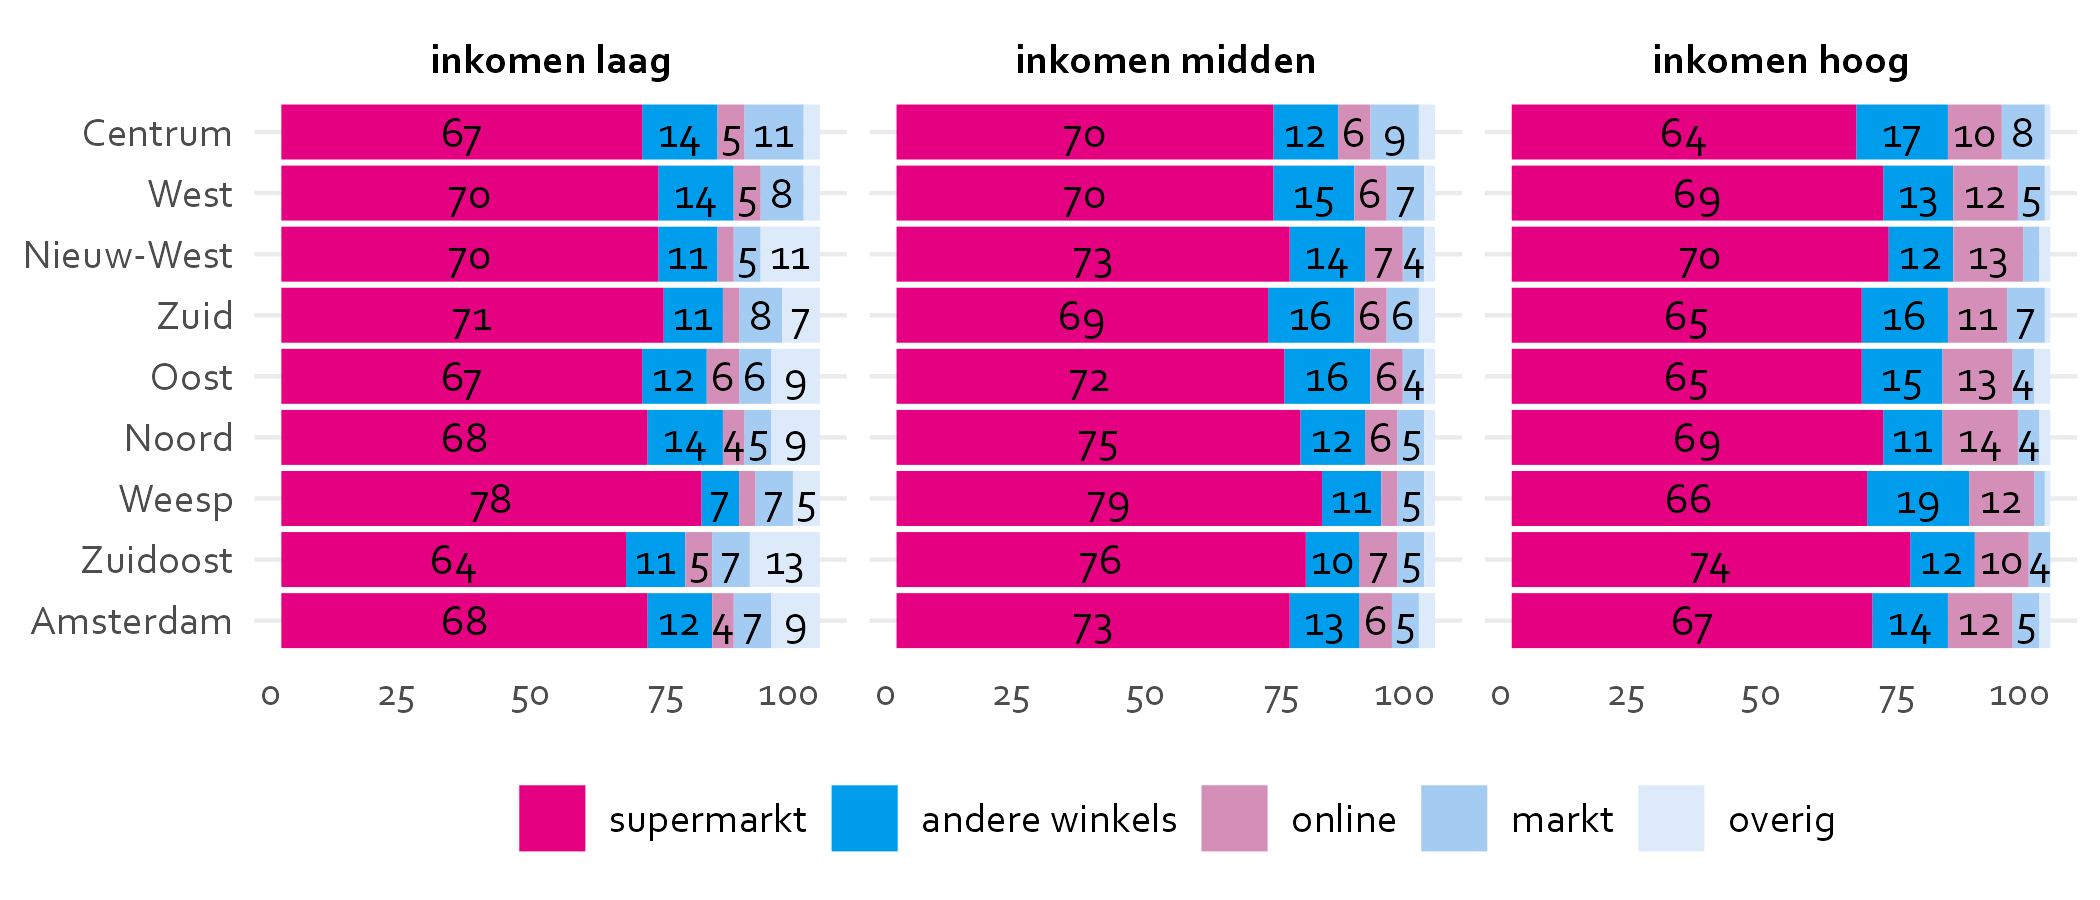 inkomen laag inkomen midden inkomen hoog
Centrum 67 14 5 11 70 12 6 9 64 17 10 8
West 70 14 5 8 70 15 6 7 69 13 12 5
Nieuw-West 70 11 5 11 73 14 7 4 70 12 13
Zuid 71 11 8 7 69 16 6 6 65 16 11 7
Oost 67 12 6 6 9 72 16 6 4 65 15 13 4
Noord 68 14 4 5 9 75 12 6 5 69 11 14 4
Weesp 78 7 7 5 79 11 5 66 19 12
Zuidoost 64 11 5 7 13 76 10 7 5 74 12 10 4
Amsterdam 68 12 4 7 9 73 13 6 5 67 14 12 5
0 25 50 75 100 0 25 50 75 100 0 25 50 75 100
supermarkt andere winkels online markt overig